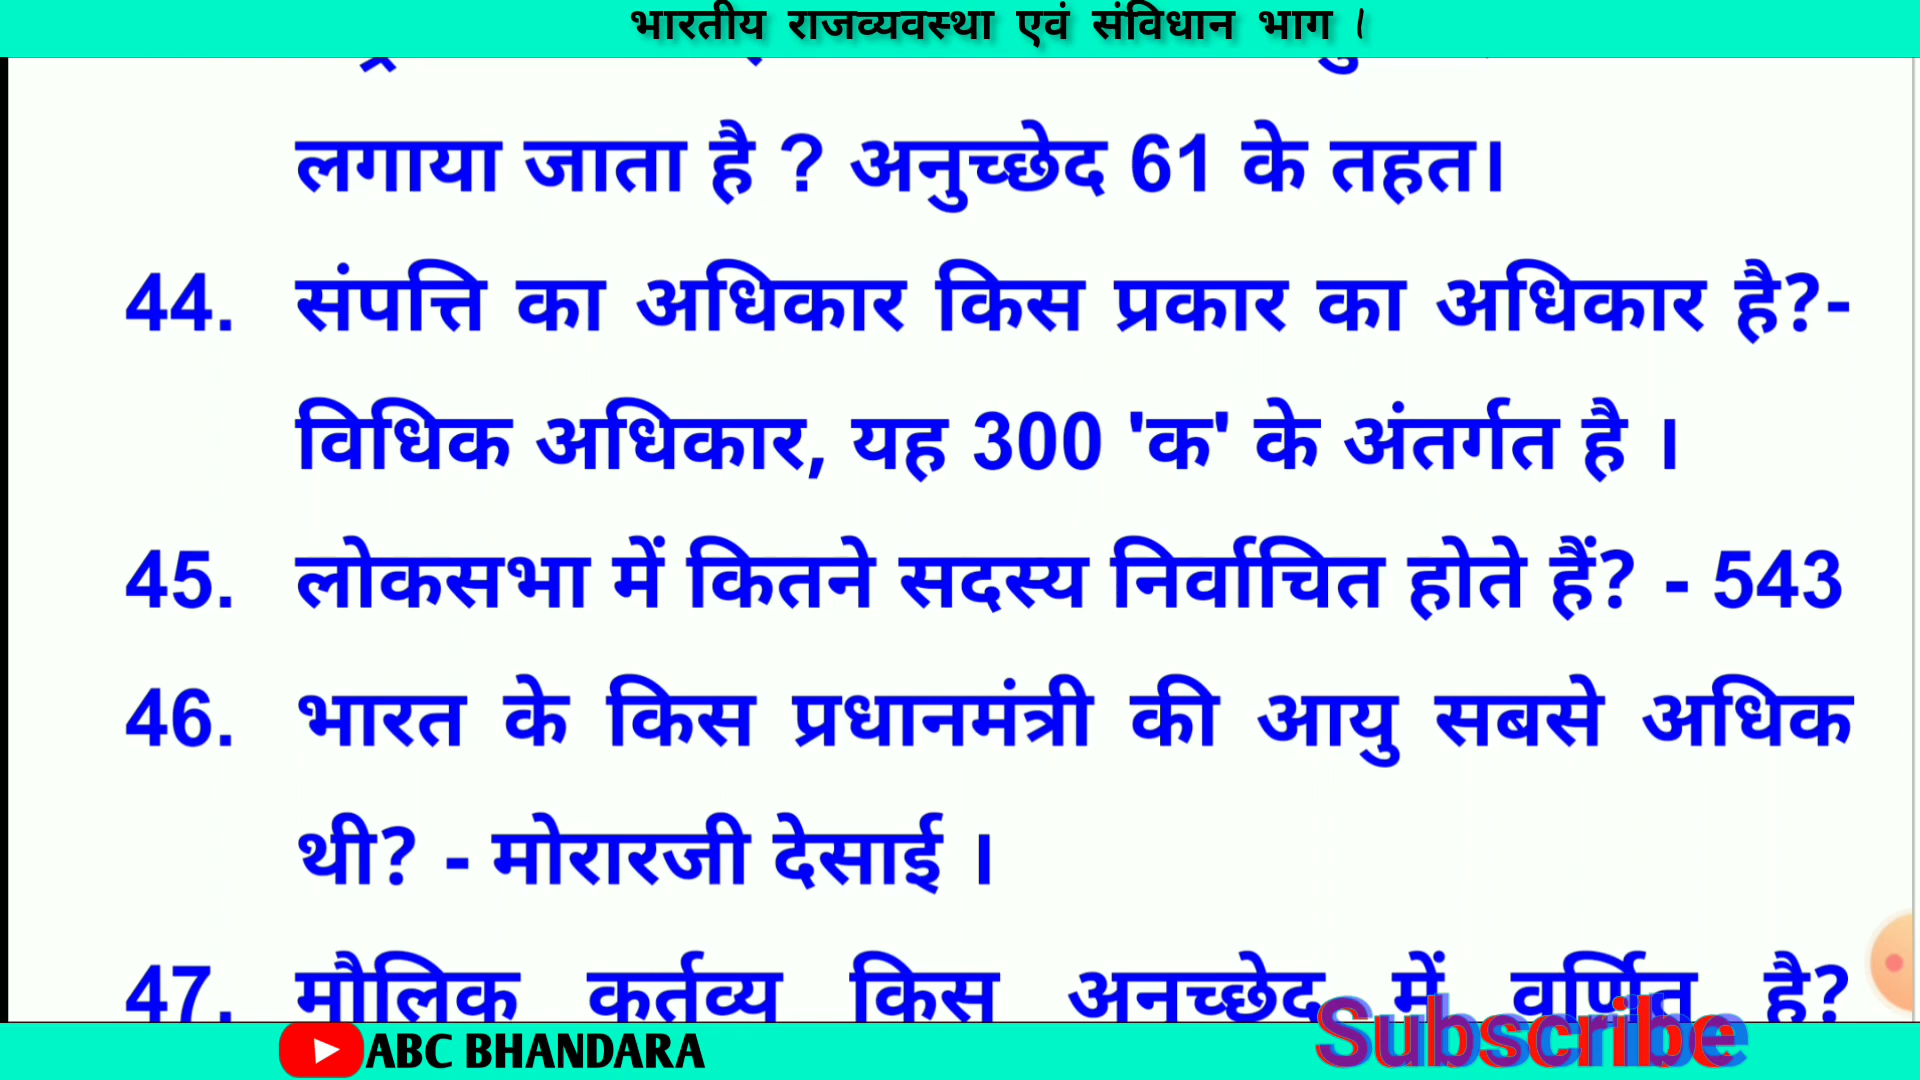 भारतीय राजव्यवस्था एवं संविधान भाग ।
लगाया जाता है ? अनुच्छेद 61 के तहत।
44. संपत्ति का अधिकार किस प्रकार का अधिकार है?-
विधिक अधिकार, यह 300 'क' के अंतर्गत है ।
45. लोकसभा में कितने सदस्य निर्वाचित होते हैं? - 543
46. भारत के किस प्रधानमंत्री की आयु सबसे अधिक
थी? - मोरारजी देसाई ।
47. मौलिक कर्तव्य किस अनुच्छेद में वर्णित है?
Subscribe
ABC BHANDARA